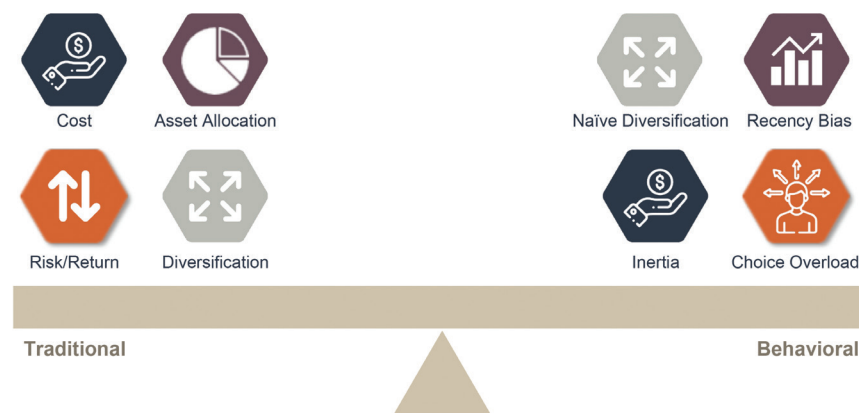 Cost
Asset Allocation
Naïve Diversification
Recency Bias
$
$
Risk/Return
Diversification
Inertia
Choice Overload
Traditional
Behavioral